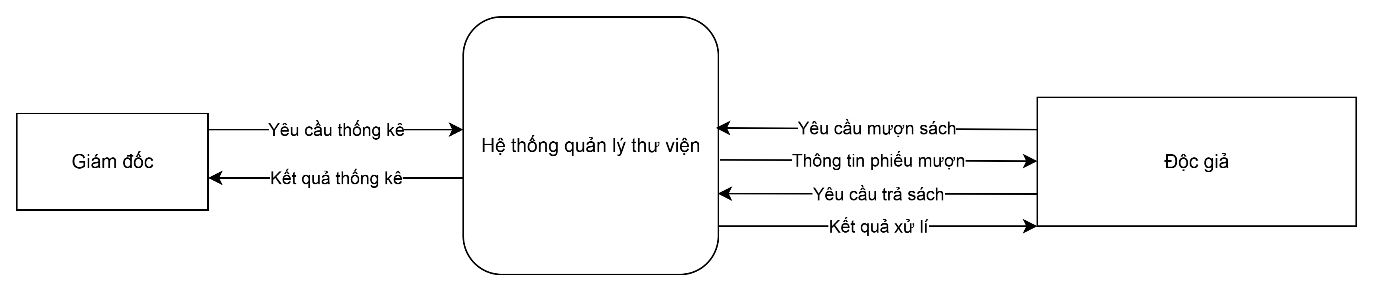 Giám đốc
Yêu cầu thống kê
Kết quả thống kê
Hệ thống quản lý thư viện
Yêu cầu mượn sách
Thông tin phiếu mượn
Yêu cầu trả sách
Kết quả xử lí
Độc giả